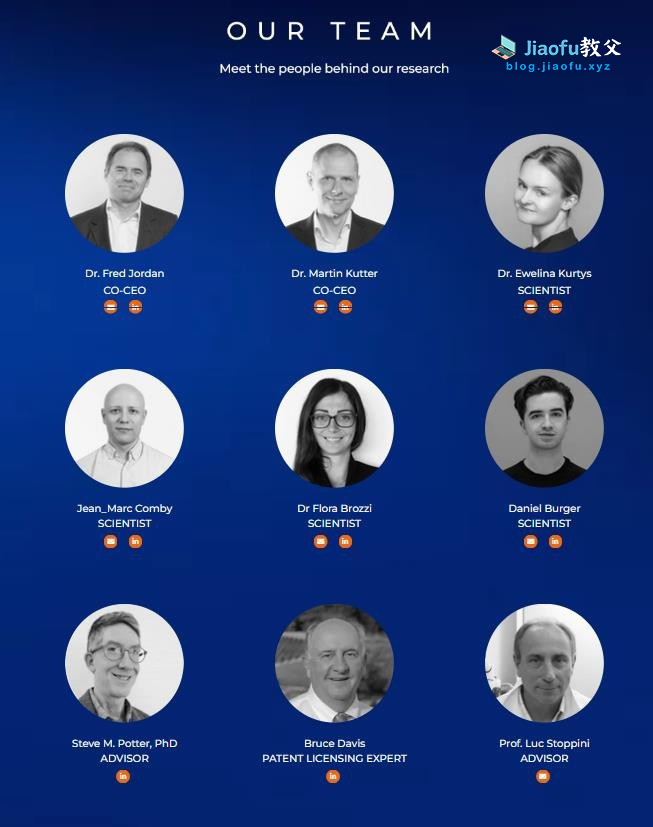 OUR TEAM
Jiaofu教父
blog.jiaofu.xyz
Meet the people behind our research
Dr. Fred Jordan
CO-CEO
Dr. Martin Kutter
CO-CEO
Dr. Ewelina Kurtys
SCIENTIST
Jean_Marc Comby
SCIENTIST
Dr Flora Brozzi
SCIENTIST
Daniel Burger
SCIENTIST
Steve M. Potter, PhD
ADVISOR
Bruce Davis
PATENT LICENSING EXPERT
Prof. Luc Stoppini
ADVISOR